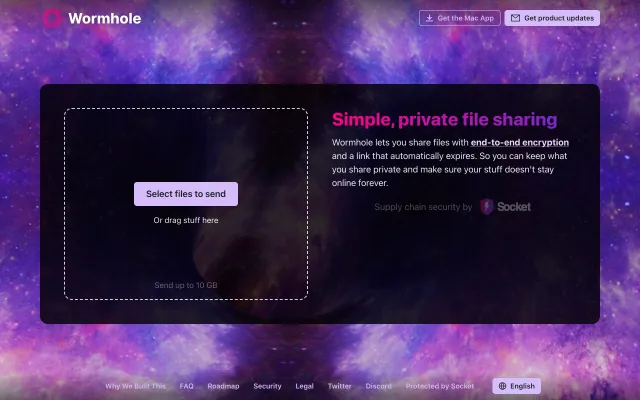 Wormhole
Get the Mac App
Get product updates
Select files to send
Or drag stuff here
Send up to 10 GB
Simple, private file sharing
Wormhole lets you share files with end-to-end encryption
and a link that automatically expires. So you can keep what
you share private and make sure your stuff doesn't stay
online forever.
Supply chain security by Socket
Why We Built This FAQ Roadmap Security Legal Twitter Discord Protected by Socket English